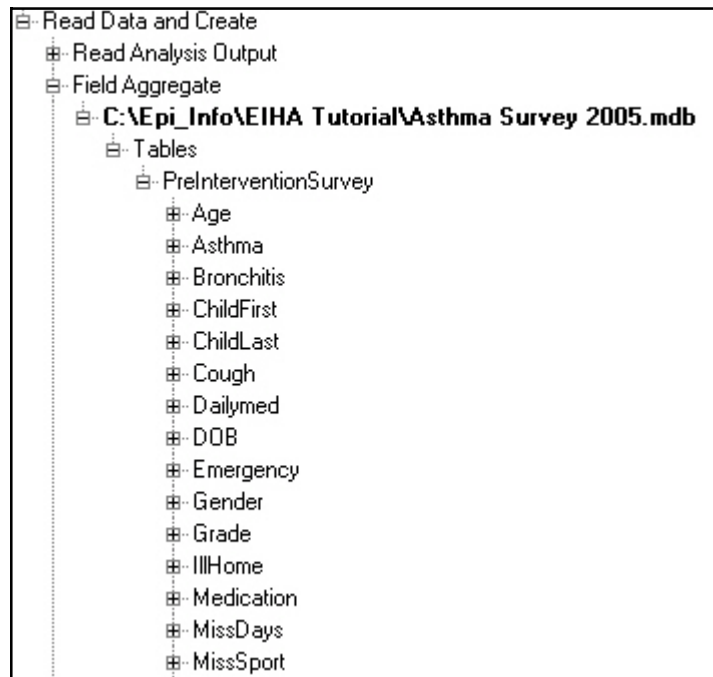 Read Data and Create
Read Analysis Output
Field Aggregate
C:\Epi_Info\EIHA Tutorial\Asthma Survey 2005.mdb
Tables
PreInterventionSurvey
Age
Asthma
Bronchitis
ChildFirst
ChildLast
Cough
Dailymed
DOB
Emergency
Gender
Grade
IllHome
Medication
MissDays
MissSport